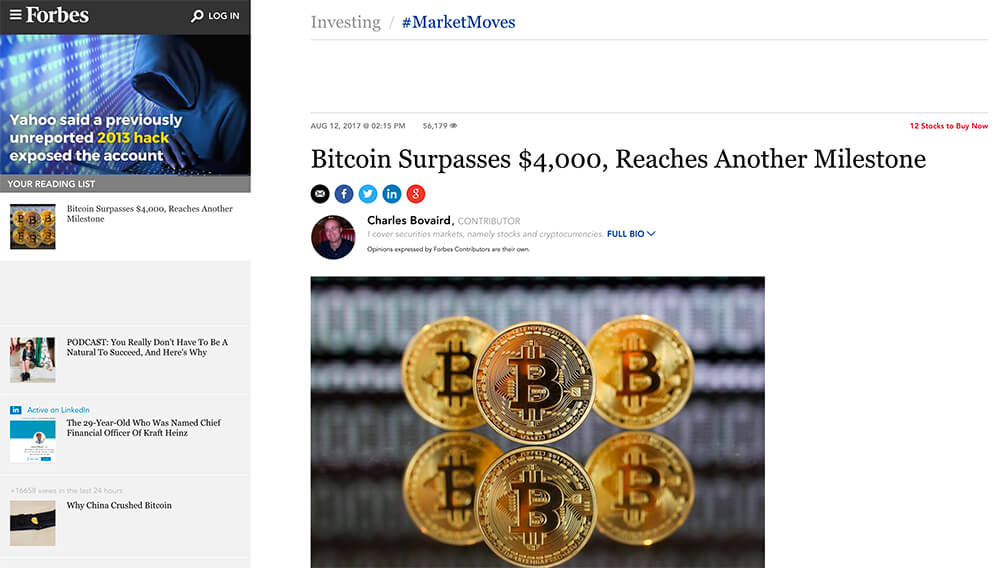 Forbes
LOG IN
Yahoo said a previously
unreported 2013 hack
exposed the account
YOUR READING LIST
Bitcoin Surpasses $4,000, Reaches Another
Milestone
PODCAST: You Really Don't Have To Be A
Natural To Succeed, And Here's Why
in Active on LinkedIn
The 29-Year-Old Who Was Named Chief
Financial Officer Of Kraft Heinz
+16658 views in the last 24 hours
Why China Crushed Bitcoin
Investing / #MarketMoves
AUG 12, 2017 @ 02:15 PM 56,179
12 Stocks to Buy Now
Bitcoin Surpasses $4,000, Reaches Another Milestone
Charles Bovaird, CONTRIBUTOR
I cover securities markets, namely stocks and cryptocurrencies. FULL BIO
Opinions expressed by Forbes Contributors are their own.